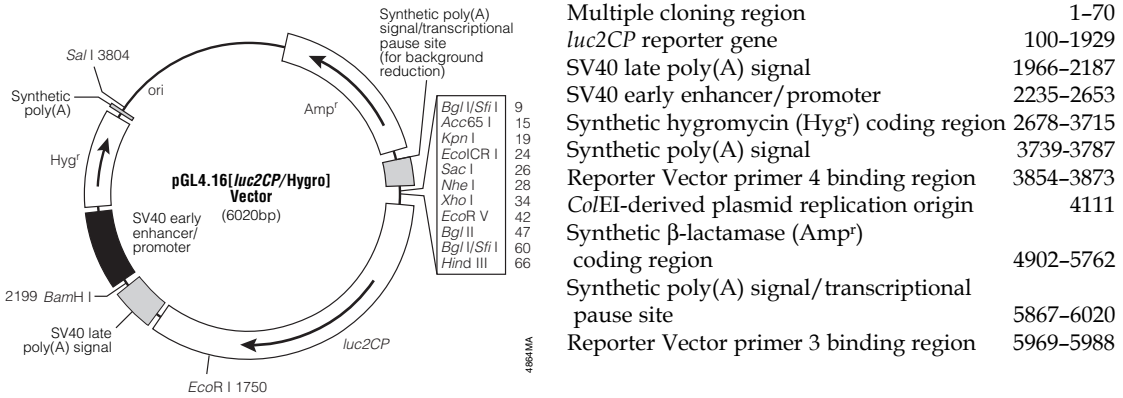 Synthetic poly(A)
signal/transcriptional
pause site
(for background
reduction)
Sal I 3804
ori
Synthetic
poly(A)
Ampʳ
Hygʳ
pGL4.16[luc2CP/Hygro]
Vector
(6020bp)
SV40 early
enhancer/
promoter
2199 BamH I
SV40 late
poly(A) signal
luc2CP
EcoR I 1750
4864MA
Bgl I/Sfi I 9
Acc65 I 15
Kpn I 19
EcoICR I 24
Sac I 26
Nhe I 28
Xho I 34
EcoR V 42
Bgl II 47
Bgl I/Sfi I 60
Hind III 66
Multiple cloning region 1–70
luc2CP reporter gene 100–1929
SV40 late poly(A) signal 1966–2187
SV40 early enhancer/promoter 2235–2653
Synthetic hygromycin (Hygʳ) coding region 2678–3715
Synthetic poly(A) signal 3739-3787
Reporter Vector primer 4 binding region 3854–3873
ColEI-derived plasmid replication origin 4111
Synthetic β-lactamase (Ampʳ)
coding region 4902–5762
Synthetic poly(A) signal/transcriptional
pause site 5867–6020
Reporter Vector primer 3 binding region 5969–5988